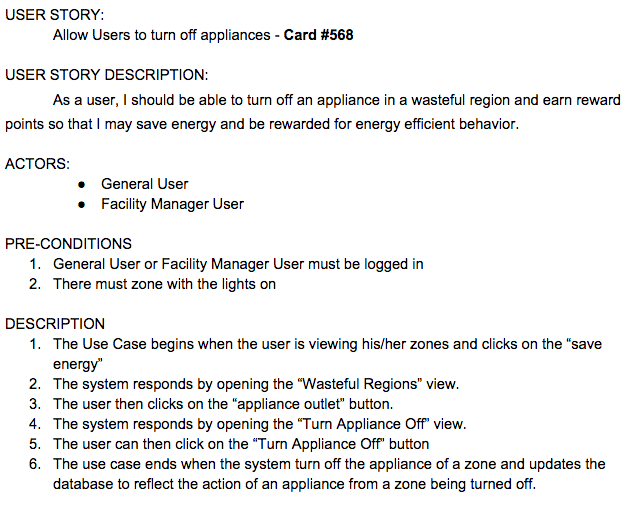 USER STORY:
Allow Users to turn off appliances - Card #568
USER STORY DESCRIPTION:
As a user, I should be able to turn off an appliance in a wasteful region and earn reward
points so that I may save energy and be rewarded for energy efficient behavior.
ACTORS:
● General User
● Facility Manager User
PRE-CONDITIONS
1. General User or Facility Manager User must be logged in
2. There must zone with the lights on
DESCRIPTION
1. The Use Case begins when the user is viewing his/her zones and clicks on the “save
energy”
2. The system responds by opening the “Wasteful Regions” view.
3. The user then clicks on the “appliance outlet” button.
4. The system responds by opening the “Turn Appliance Off” view.
5. The user can then click on the “Turn Appliance Off” button
6. The use case ends when the system turn off the appliance of a zone and updates the
database to reflect the action of an appliance from a zone being turned off.